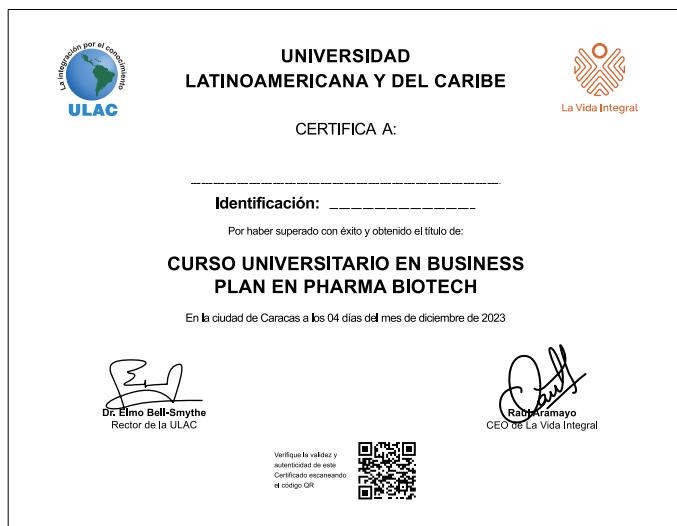 La integración por el conocimiento
ULAC
UNIVERSIDAD
LATINOAMERICANA Y DEL CARIBE
La Vida Integral
CERTIFICA A:
Identificación:
Por haber superado con éxito y obtenido el título de:
CURSO UNIVERSITARIO EN BUSINESS
PLAN EN PHARMA BIOTECH
En la ciudad de Caracas a los 04 días del mes de diciembre de 2023
Dr. Elmo Bell-Smythe
Rector de la ULAC
Raúl Aramayo
CEO de La Vida Integral
Verifique la validez y
autenticidad de este
Certificado escaneando
el código QR